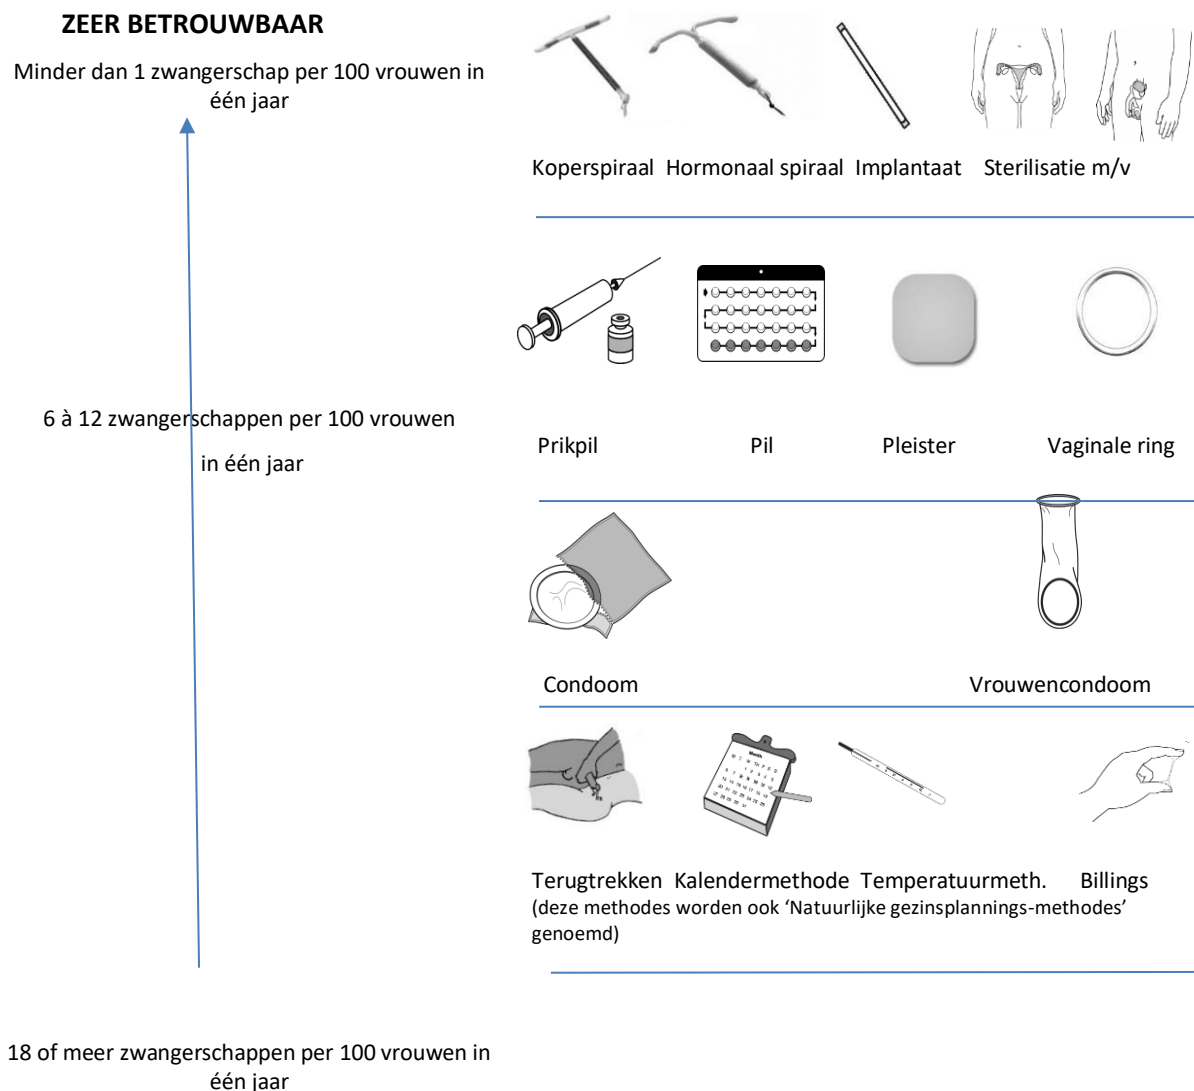 ZEER BETROUWBAAR
Minder dan 1 zwangerschap per 100 vrouwen in
één jaar
Koperspiraal Hormonaal spiraal Implantaat Sterilisatie m/v
6 à 12 zwangerschappen per 100 vrouwen
in één jaar
Prikpil Pil Pleister Vaginale ring
Condoom Vrouwencondoom
Month
Terugtrekken Kalendermethode Temperatuurmeth. Billings
(deze methodes worden ook ‘Natuurlijke gezinsplannings-methodes’
genoemd)
18 of meer zwangerschappen per 100 vrouwen in
één jaar